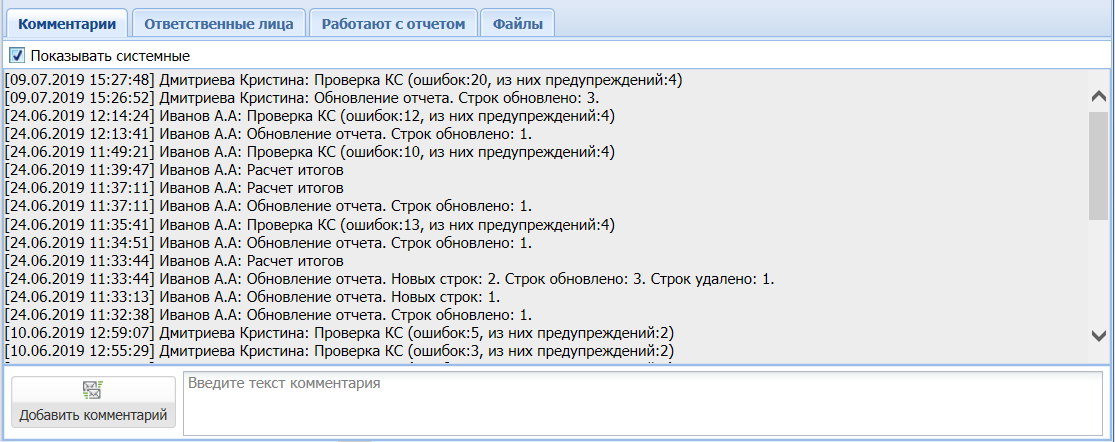 Комментарии Ответственные лица Работают с отчетом Файлы
Показывать системные
[09.07.2019 15:27:48] Дмитриева Кристина: Проверка КС (ошибок:20, из них предупреждений:4)
[09.07.2019 15:26:52] Дмитриева Кристина: Обновление отчета. Строк обновлено: 3.
[24.06.2019 12:14:24] Иванов А.А: Проверка КС (ошибок:12, из них предупреждений:4)
[24.06.2019 12:13:41] Иванов А.А: Обновление отчета. Строк обновлено: 1.
[24.06.2019 11:49:21] Иванов А.А: Проверка КС (ошибок:10, из них предупреждений:4)
[24.06.2019 11:39:47] Иванов А.А: Расчет итогов
[24.06.2019 11:37:11] Иванов А.А: Расчет итогов
[24.06.2019 11:37:11] Иванов А.А: Обновление отчета. Строк обновлено: 1.
[24.06.2019 11:35:41] Иванов А.А: Проверка КС (ошибок:13, из них предупреждений:4)
[24.06.2019 11:34:51] Иванов А.А: Обновление отчета. Строк обновлено: 1.
[24.06.2019 11:33:44] Иванов А.А: Расчет итогов
[24.06.2019 11:33:44] Иванов А.А: Обновление отчета. Новых строк: 2. Строк обновлено: 3. Строк удалено: 1.
[24.06.2019 11:33:13] Иванов А.А: Обновление отчета. Новых строк: 1.
[24.06.2019 11:32:38] Иванов А.А: Обновление отчета. Строк обновлено: 1.
[10.06.2019 12:59:07] Дмитриева Кристина: Проверка КС (ошибок:5, из них предупреждений:2)
[10.06.2019 12:55:29] Дмитриева Кристина: Проверка КС (ошибок:3, из них предупреждений:2)
Введите текст комментария
Добавить комментарий